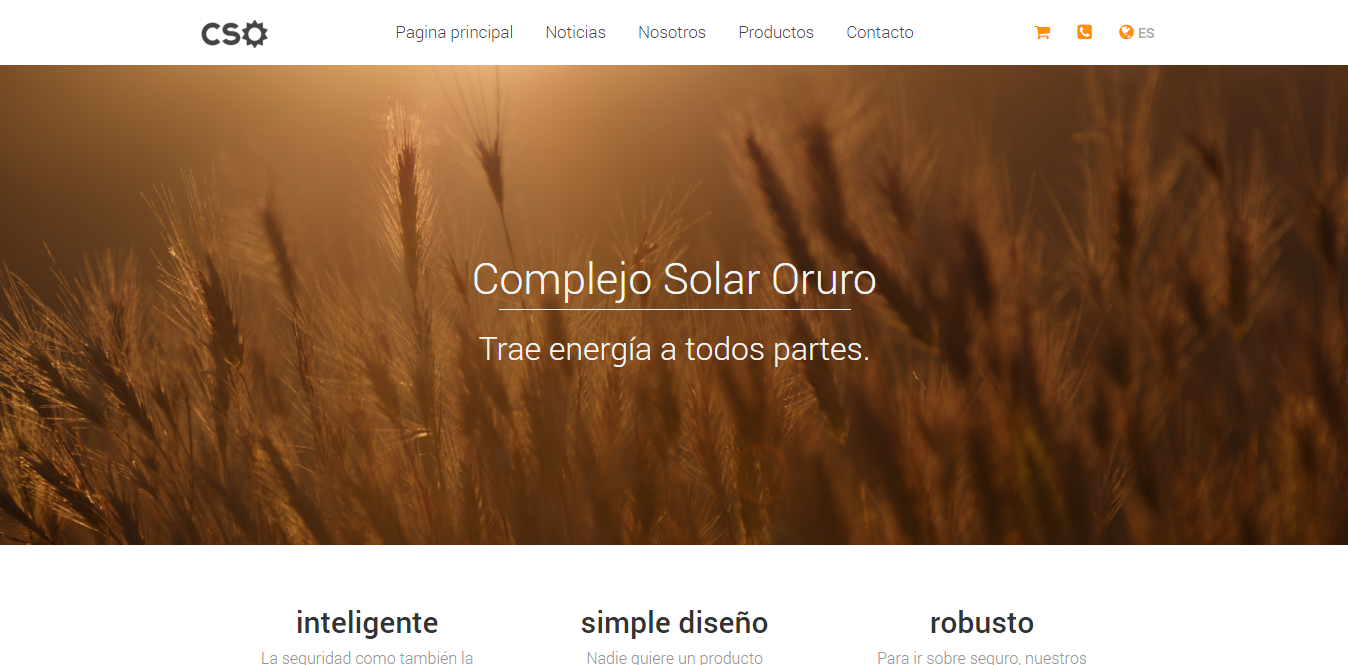 CSO
Pagina principal Noticias Nosotros Productos Contacto ES
Complejo Solar Oruro
Trae energía a todos partes.
inteligente simple diseño robusto
La seguridad como también la Nadie quiere un producto Para ir sobre seguro, nuestros